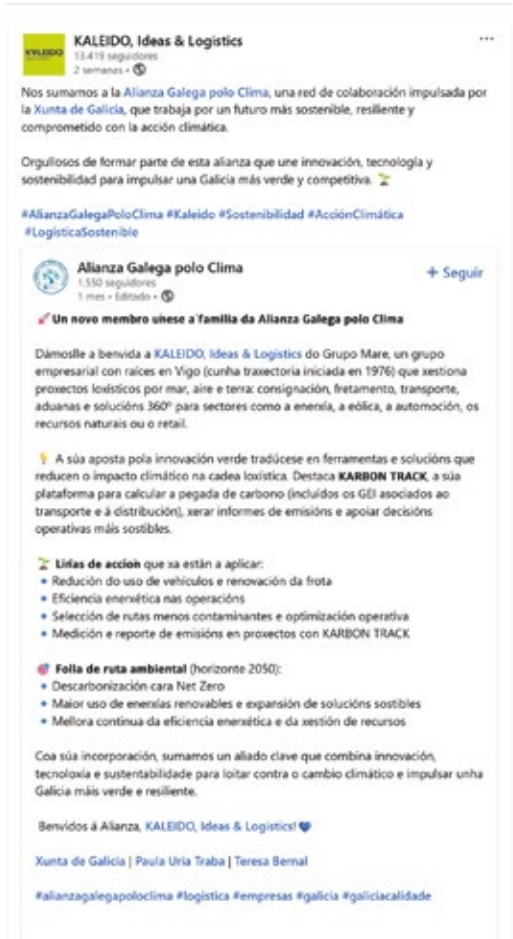 KALEIDO
KALEIDO, Ideas & Logistics
13.419 seguidores
2 semanas •
Nos sumamos a la Alianza Galega polo Clima, una red de colaboración impulsada por
la Xunta de Galicia, que trabaja por un futuro más sostenible, resiliente y
comprometido con la acción climática.
Orgullosos de formar parte de esta alianza que une innovación, tecnología y
sostenibilidad para impulsar una Galicia más verde y competitiva. 🌱
#AlianzaGalegaPoloClima #Kaleido #Sostenibilidad #AcciónClimática
#LogísticaSostenible
Alianza Galega polo Clima
+ Seguir
1.550 seguidores
1 mes • Editado •
🚀 Un novo membro únese a familia da Alianza Galega polo Clima
Dámoslle a benvida a KALEIDO, Ideas & Logistics do Grupo Mare, un grupo
empresarial con raíces en Vigo (cunha traxectoria iniciada en 1976) que xestiona
proxectos loxísticos por mar, aire e terra: consignación, fretamento, transporte,
aduanas e solucións 360º para sectores como a enerxía, a eólica, a automoción, os
recursos naturais ou o retail.
💡 A súa aposta pola innovación verde tradúcese en ferramentas e solucións que
reducen o impacto climático na cadea loxística. Destaca KARBON TRACK, a súa
plataforma para calcular a pegada de carbono (incluídos os GEI asociados ao
transporte e á distribución), xerar informes de emisións e apoiar decisións
operativas máis sostibles.
🌱 Liñas de acción que xa están a aplicar:
🔹 Redución do uso de vehículos e renovación da frota
🔹 Eficiencia enerxética nas operacións
🔹 Selección de rutas menos contaminantes e optimización operativa
🔹 Medición e reporte de emisións en proxectos con KARBON TRACK
🎯 Folla de ruta ambiental (horizonte 2050):
🔹 Descarbonización cara Net Zero
🔹 Maior uso de enerxías renovables e expansión de solucións sostibles
🔹 Mellora continua da eficiencia enerxética e da xestión de recursos
Coa súa incorporación, sumamos un aliado clave que combina innovación,
tecnoloxía e sustentabilidade para loitar contra o cambio climático e impulsar unha
Galicia máis verde e resiliente.
Benvidos á Alianza, KALEIDO, Ideas & Logistics! 💙
Xunta de Galicia | Paula Uría Traba | Teresa Bernal
#alianzagalegapoloclima #logistica #empresas #galicia #galiciacalidade